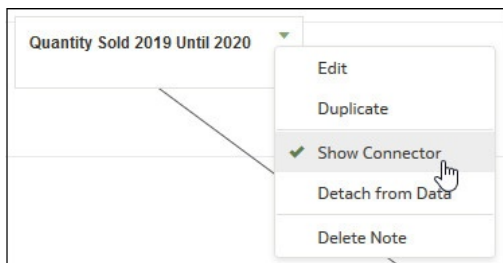 Quantity Sold 2019 Until 2020
Edit
Duplicate
Show Connector
Detach from Data
Delete Note